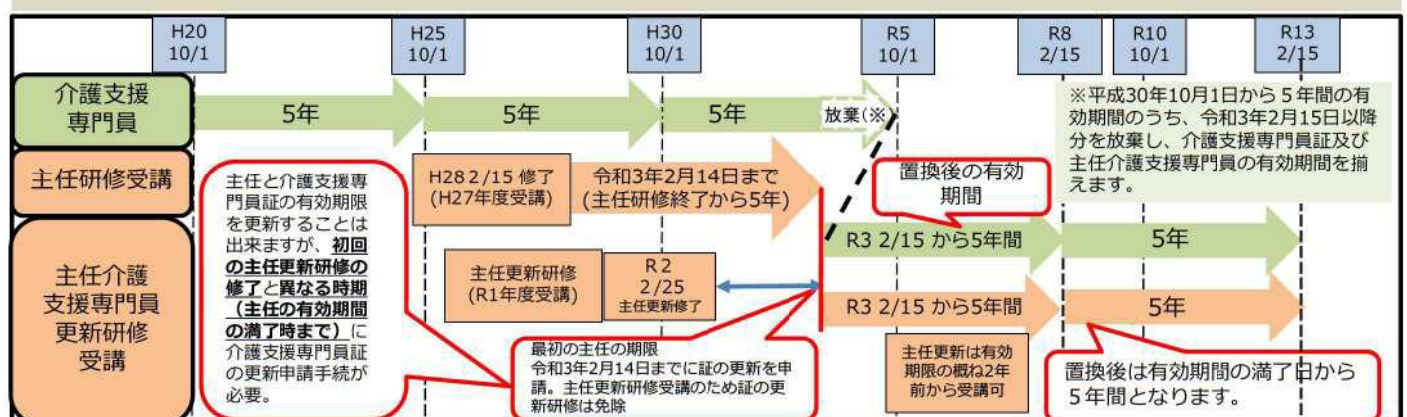 H20
10/1
H25
10/1
H30
10/1
R5
10/1
R8
2/15
R10
10/1
R13
2/15
介護支援
専門員
5年
5年
5年
放棄(※)
※平成30年10月1日から５年間の有
効期間のうち、令和3年2月15日以降
分を放棄し、介護支援専門員証及び
主任介護支援専門員の有効期間を揃
えます。
主任研修受講
H28 2/15 修了
(H27年度受講)
令和3年2月14日まで
(主任研修終了から5年)
置換後の有効
期間
主任と介護支援専
門員証の有効期限
を更新することは
出来ますが、初回
の主任更新研修の
修了と異なる時期
（主任の有効期間
の満了時まで）に
介護支援専門員証
の更新申請手続が
必要。
R3 2/15 から5年間
5年
主任介護
支援専門員
更新研修
受講
主任更新研修
(R1年度受講)
R２
2/25
主任更新修了
R3 2/15 から5年間
5年
最初の主任の期限
令和3年2月14日までに証の更新を申
請。主任更新研修受講のため証の更
新研修は免除
主任更新は有効
期限の概ね2年
前から受講可
置換後は有効期間の満了日から
５年間となります。